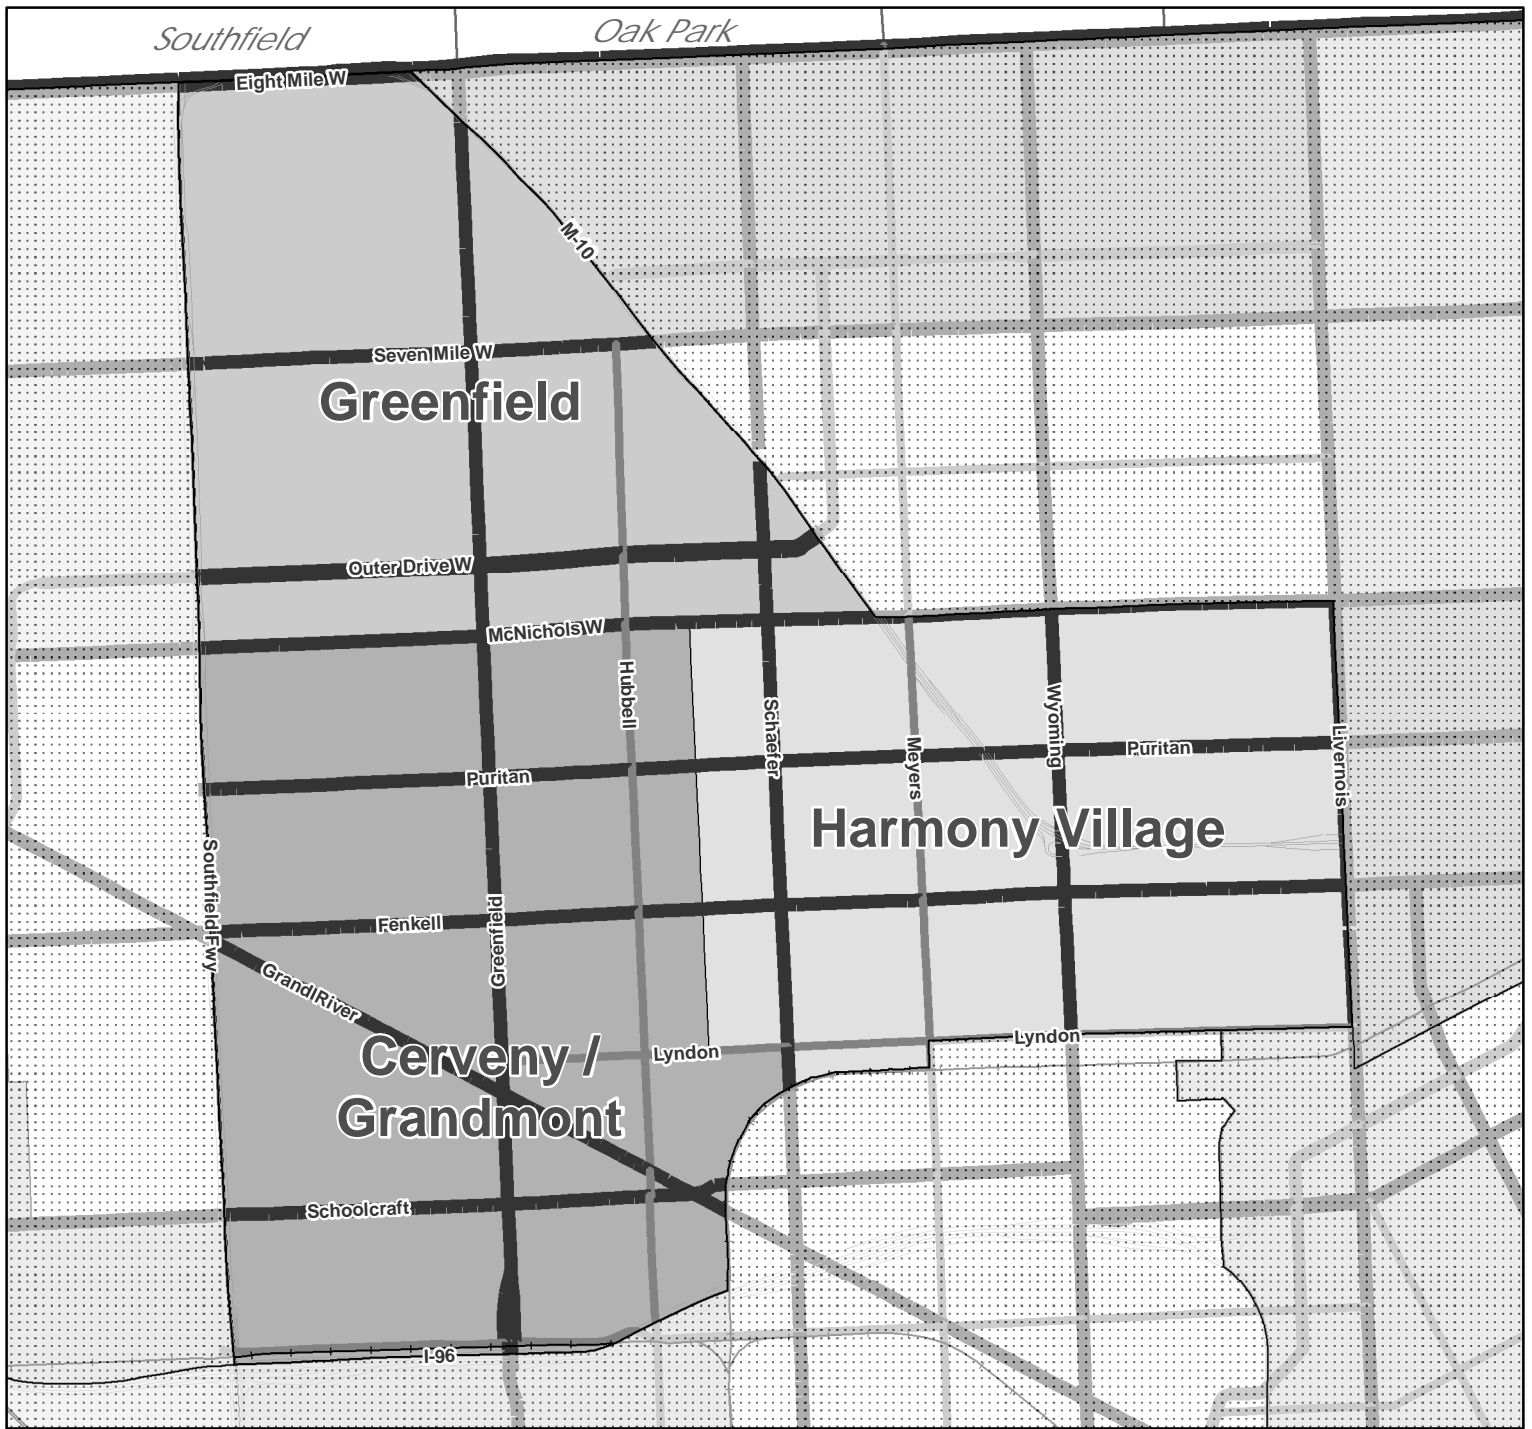 Southfield
Oak Park
Eight Mile W
M-10
Seven Mile W
Greenfield
Outer Drive W
McNichols W
Hubbell
Schaefer
Wyoming
Meyers
Livernois
Puritan
Puritan
Harmony Village
Southfield Fwy
Fenkell
Greenfield
Grand River
Cerveny /
Grandmont
Lyndon
Lyndon
Schoolcraft
I-96